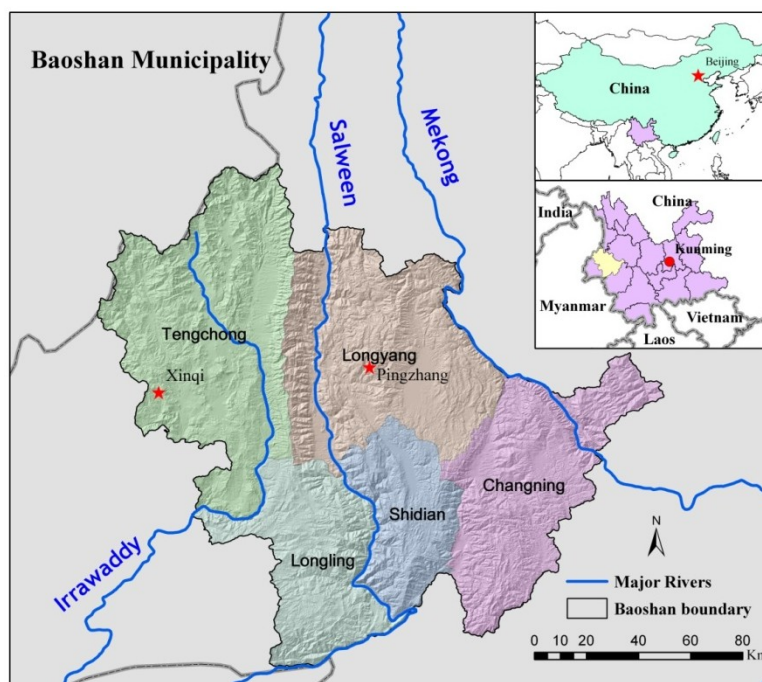 Baoshan Municipality
Salween
Mekong
Beijing
China
China
India
Kunming
Myanmar
Vietnam
Laos
Tengchong
Longyang
Xinqi
Pingzhang
Changning
Shidian
Longling
Irrawaddy
N
Major Rivers
Baoshan boundary
0 10 20 40 60 80
Km